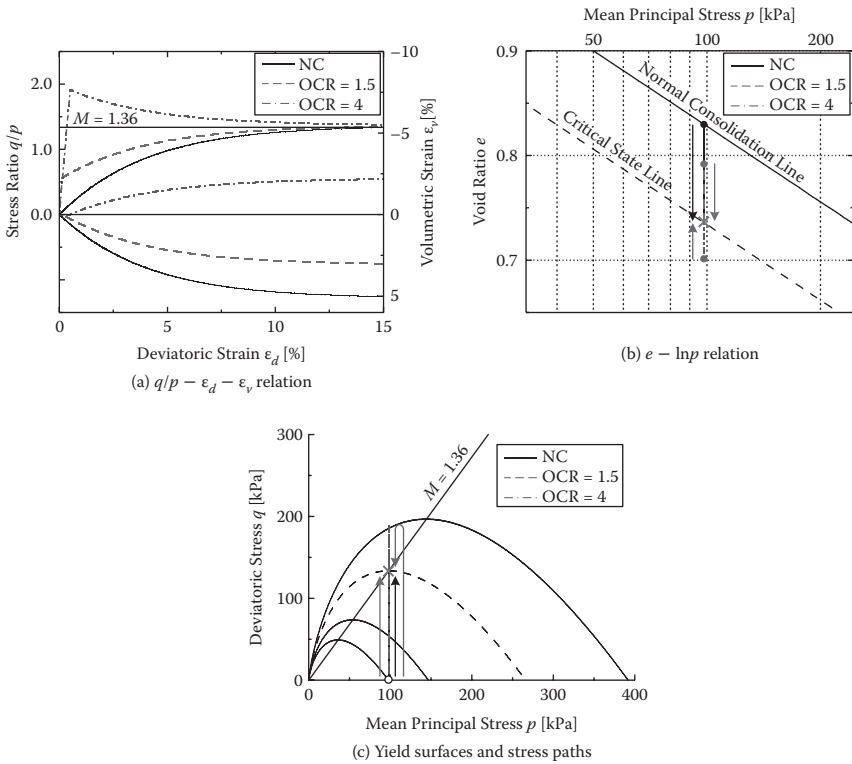 Mean Principal Stress p [kPa]
50
100
200
−10
−5
0
5
Volumetric Strain εv[%]
NC
OCR = 1.5
OCR = 4
M = 1.36
2.0
1.0
0.0
Stress Ratio q/p
0
5
10
15
Deviatoric Strain εd [%]
(a) q/p − εd − εv relation
0.9
0.8
0.7
Void Ratio e
Normal Consolidation Line
Critical State Line
NC
OCR = 1.5
OCR = 4
(b) e − lnp relation
300
200
100
0
Deviatoric Stress q [kPa]
M = 1.36
NC
OCR = 1.5
OCR = 4
0
100
200
300
400
Mean Principal Stress p [kPa]
(c) Yield surfaces and stress paths